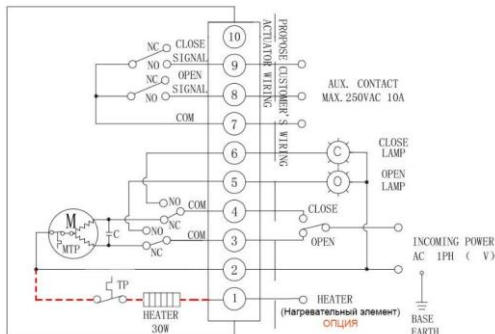 10
NC CLOSE
NO SIGNAL
9
NC OPEN
NO SIGNAL
8
COM
7
ACTUATOR WIRING
PROPOSE CUSTOMER'S WIRING
AUX. CONTACT
MAX. 250VAC 10A
6
C
CLOSE
LAMP
5
O
OPEN
LAMP
NO
COM
NC
4
CLOSE
M
MTP
C
NO
COM
NC
3
OPEN
INCOMING POWER
AC 1PH ( V)
2
TP
HEATER
30W
1
HEATER
(Нагревательный элемент)
ОПЦИЯ
BASE
EARTH